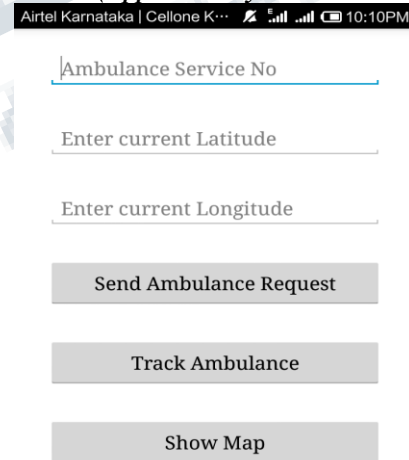 Airtel Karnataka | Cellone K··· 10:10PM
Ambulance Service No
Enter current Latitude
Enter current Longitude
Send Ambulance Request
Track Ambulance
Show Map